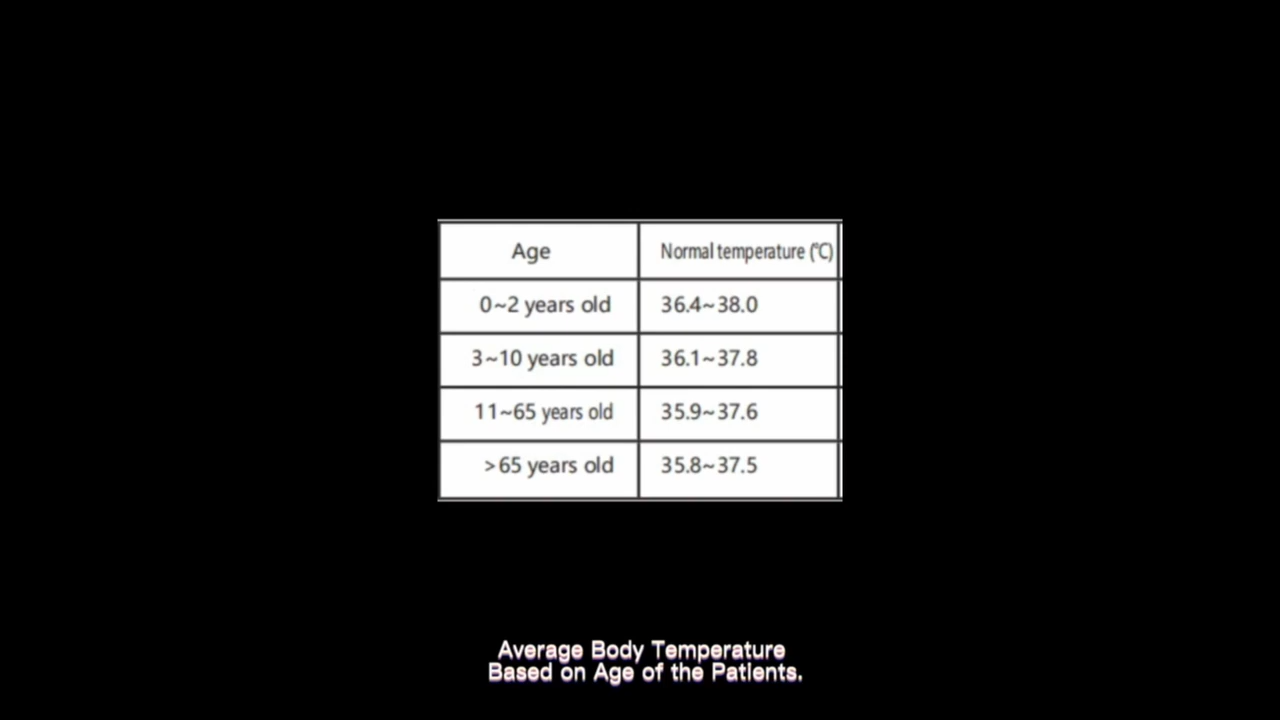 Age Normal temperature (℃)
0~2 years old 36.4~38.0
3~10 years old 36.1~37.8
11~65 years old 35.9~37.6
>65 years old 35.8~37.5
Average Body Temperature
Based on Age of the Patients.